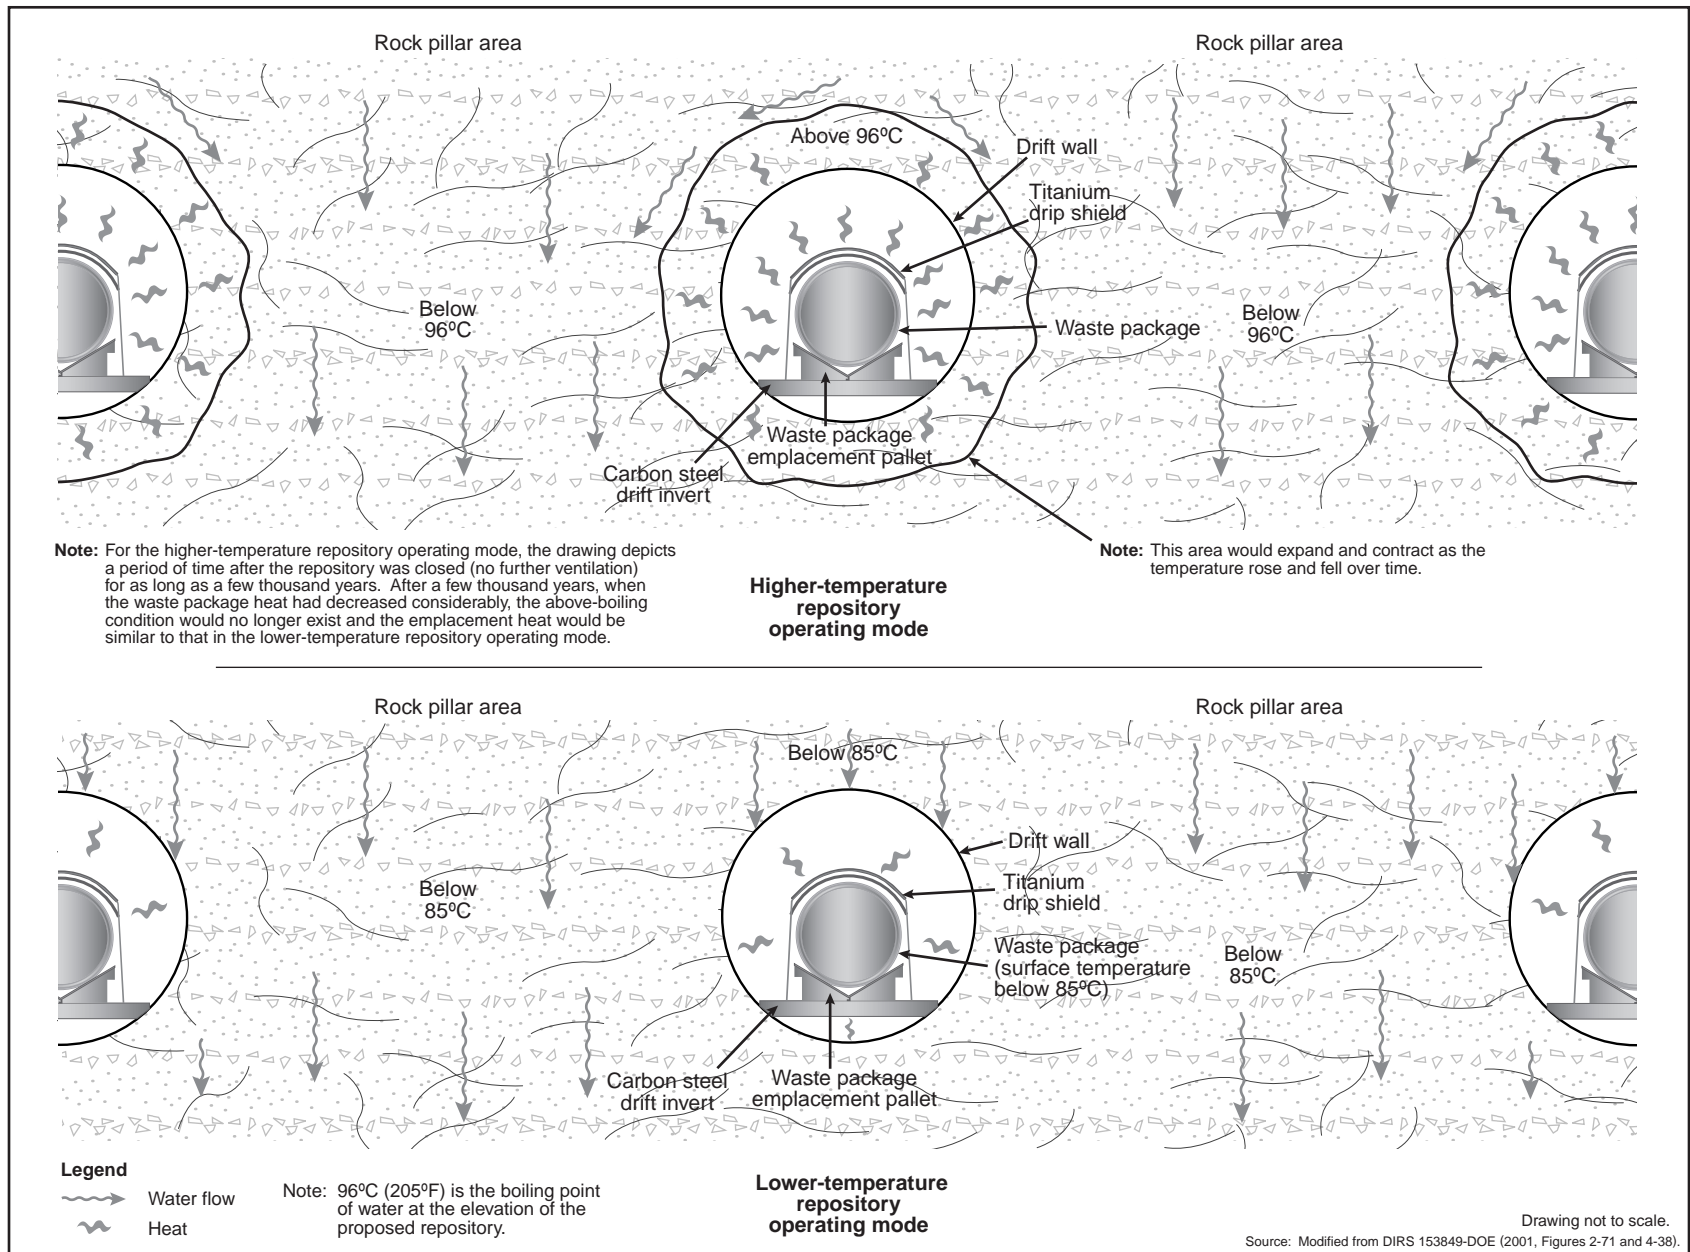 Rock pillar area
Rock pillar area
Above 96ºC
Drift wall
Titanium
drip shield
Below
96ºC
Below
96ºC
Waste package
Waste package
emplacement pallet
Carbon steel
drift invert
Note: For the higher-temperature repository operating mode, the drawing depicts
a period of time after the repository was closed (no further ventilation)
for as long as a few thousand years. After a few thousand years, when
the waste package heat had decreased considerably, the above-boiling
condition would no longer exist and the emplacement heat would be
similar to that in the lower-temperature repository operating mode.
Higher-temperature
repository
operating mode
Note: This area would expand and contract as the
temperature rose and fell over time.
Rock pillar area
Rock pillar area
Below 85ºC
Drift wall
Below
85ºC
Titanium
drip shield
Waste package
(surface temperature
below 85ºC)
Below
85ºC
Carbon steel
drift invert
Waste package
emplacement pallet
Legend
Water flow
Heat
Note: 96ºC (205ºF) is the boiling point
of water at the elevation of the
proposed repository.
Lower-temperature
repository
operating mode
Drawing not to scale.
Source: Modified from DIRS 153849-DOE (2001, Figures 2-71 and 4-38).